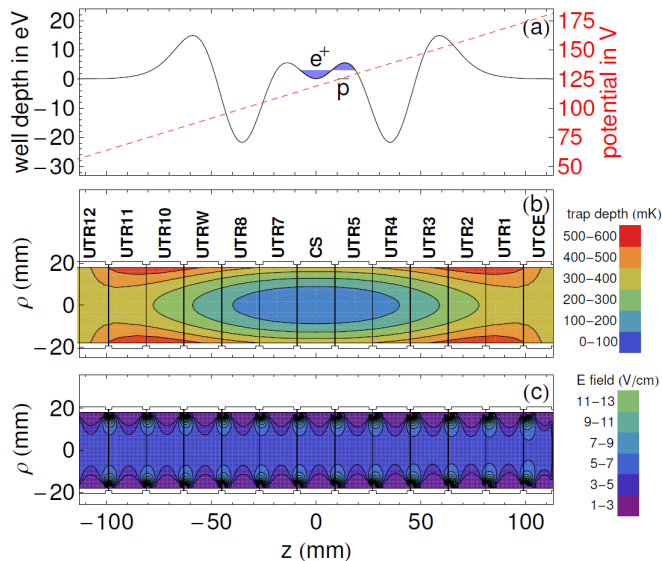 (a)
well depth in eV
20
10
0
−10
−20
−30
e+
p
175
150
125
100
75
50
potential in V
(b)
UTR12
UTR11
UTR10
UTRW
UTR8
UTR7
CS
UTR5
UTR4
UTR3
UTR2
UTR1
UTCE
ρ (mm)
20
0
−20
trap depth (mK)
500−600
400−500
300−400
200−300
100−200
0−100
(c)
ρ (mm)
20
0
−20
E field (V/cm)
11−13
9−11
7−9
5−7
3−5
1−3
−100
−50
0
50
100
z (mm)